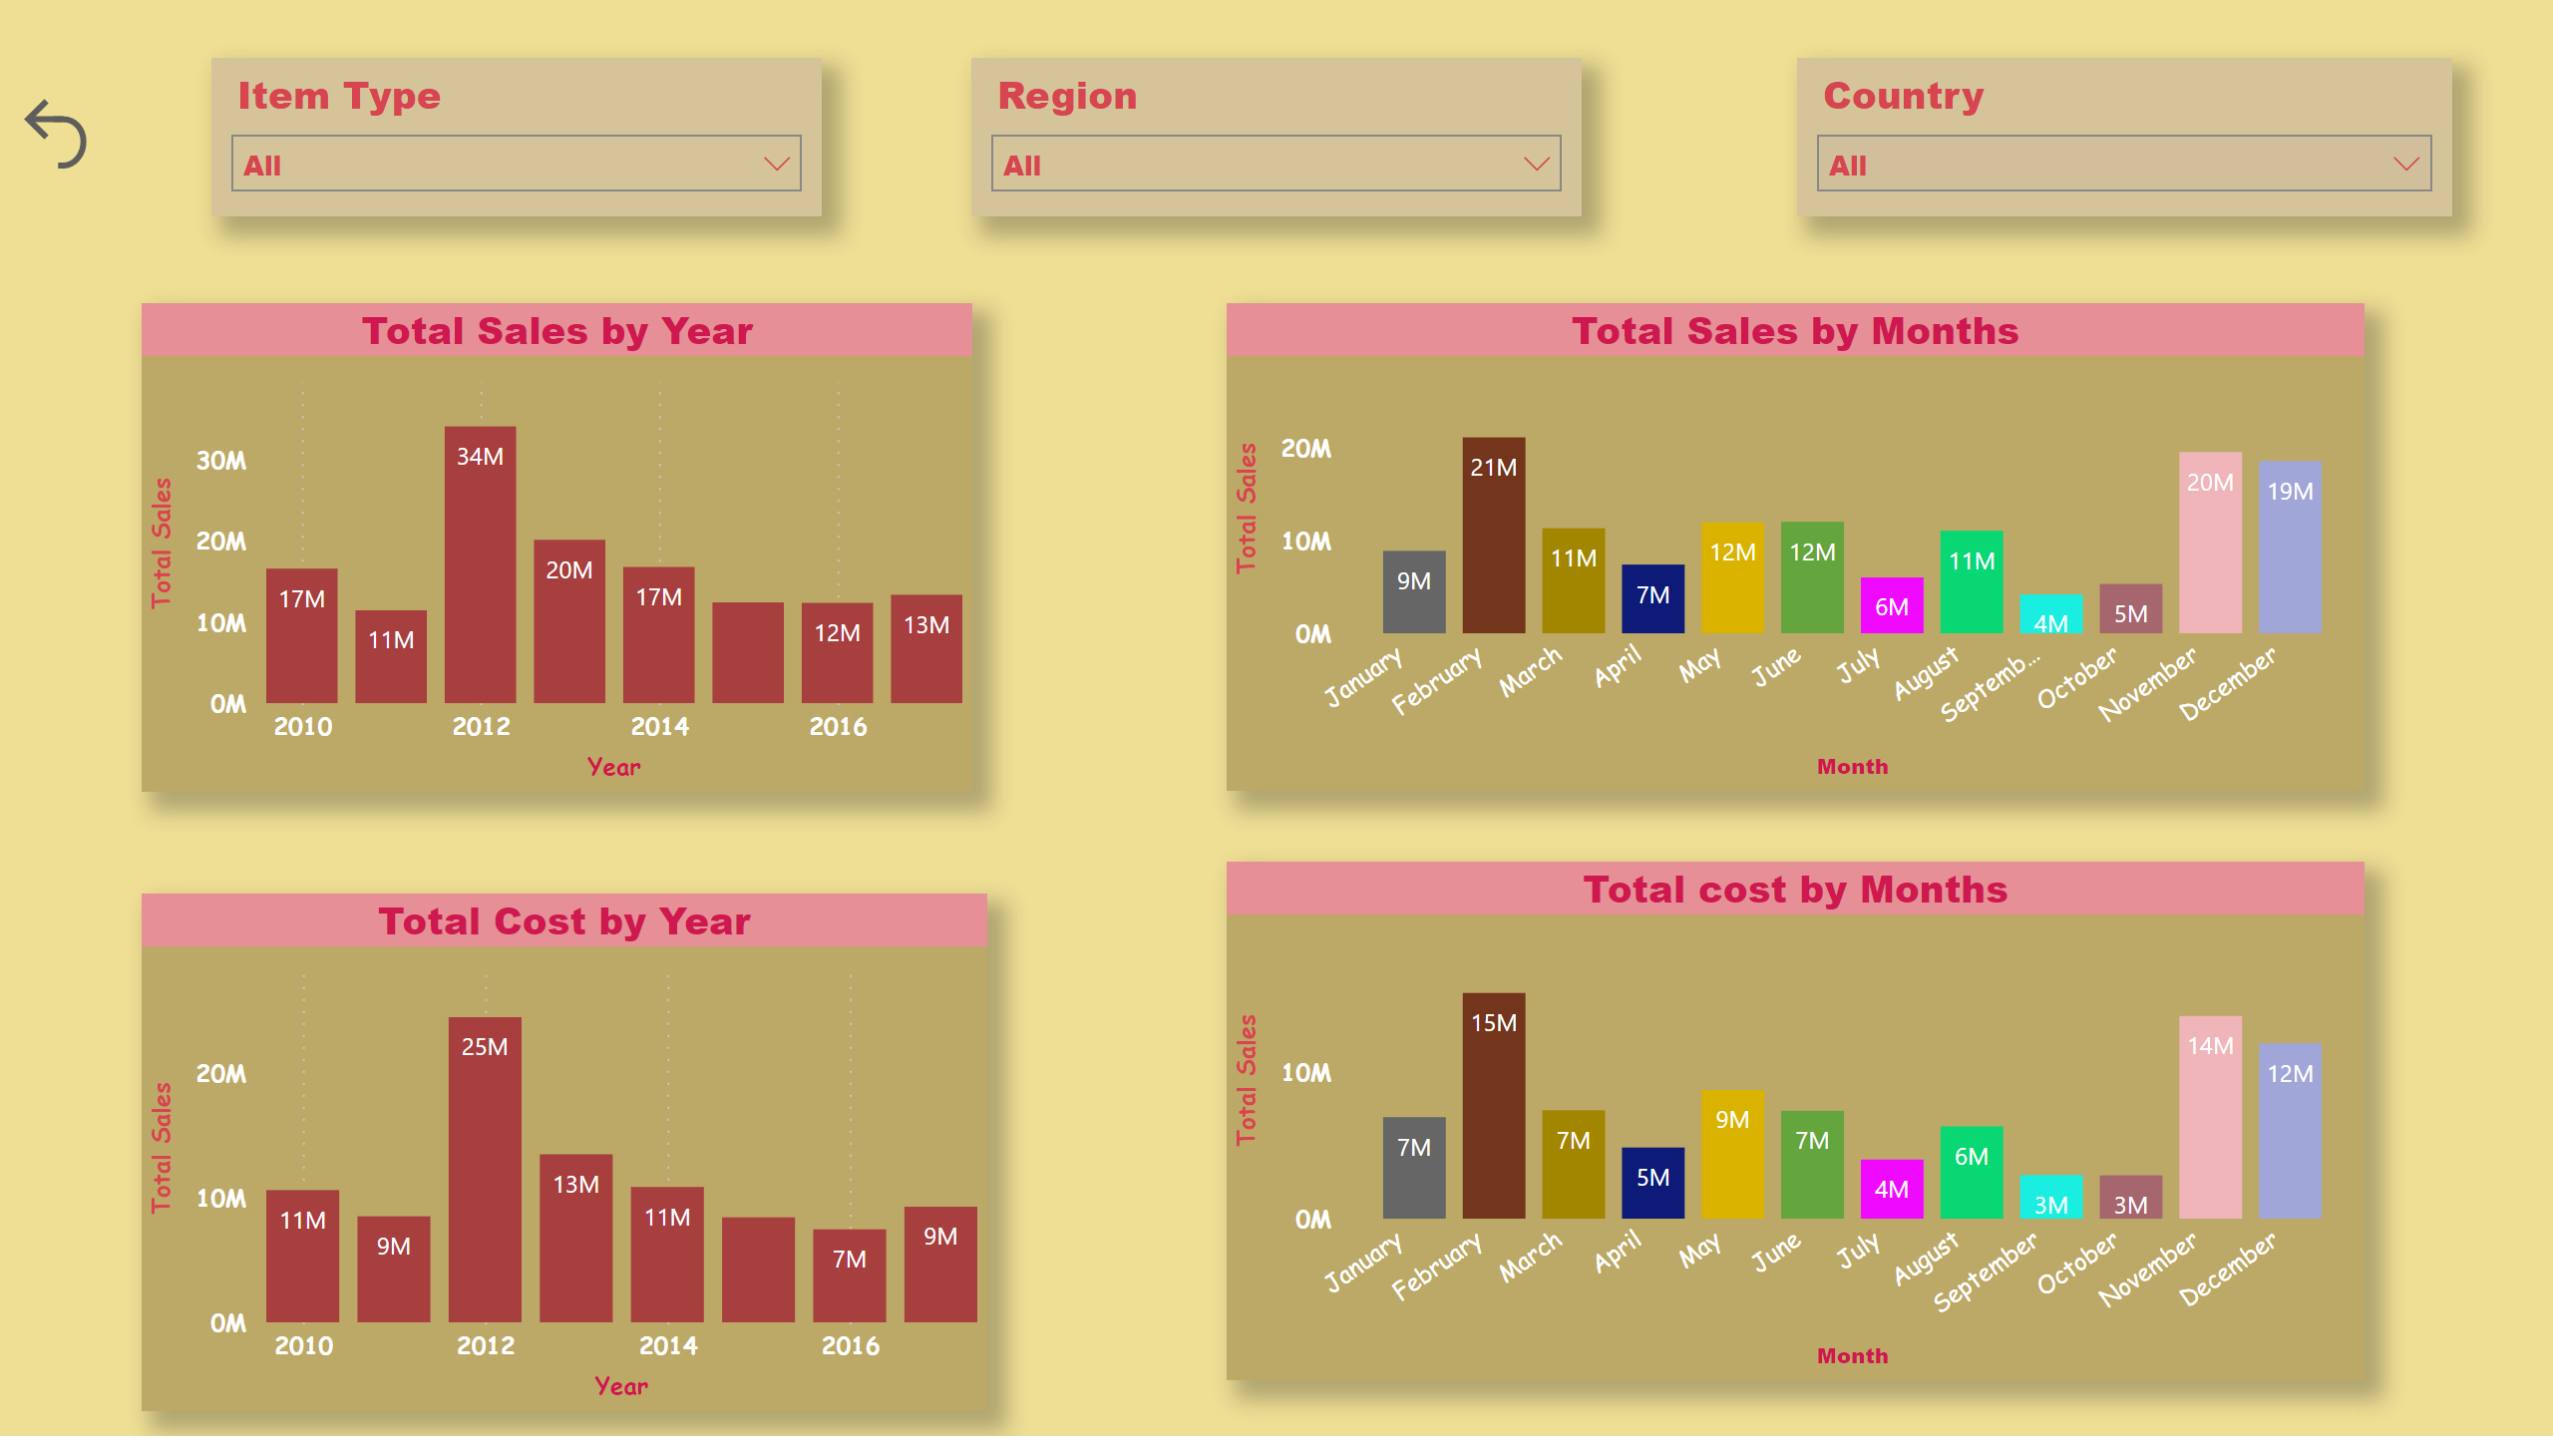 Item Type
All
Region
All
Country
All
Total Sales by Year
Total Sales
30M
20M
10M
0M
17M
11M
34M
20M
17M
12M
13M
2010
2012
2014
2016
Year
Total Sales by Months
Total Sales
20M
10M
0M
9M
21M
11M
7M
12M
12M
6M
11M
4M
5M
20M
19M
January
February
March
April
May
June
July
August
Septemb...
October
November
December
Month
Total Cost by Year
Total Sales
20M
10M
0M
11M
9M
25M
13M
11M
7M
9M
2010
2012
2014
2016
Year
Total cost by Months
Total Sales
10M
0M
7M
15M
7M
5M
9M
7M
4M
6M
3M
3M
14M
12M
January
February
March
April
May
June
July
August
September
October
November
December
Month